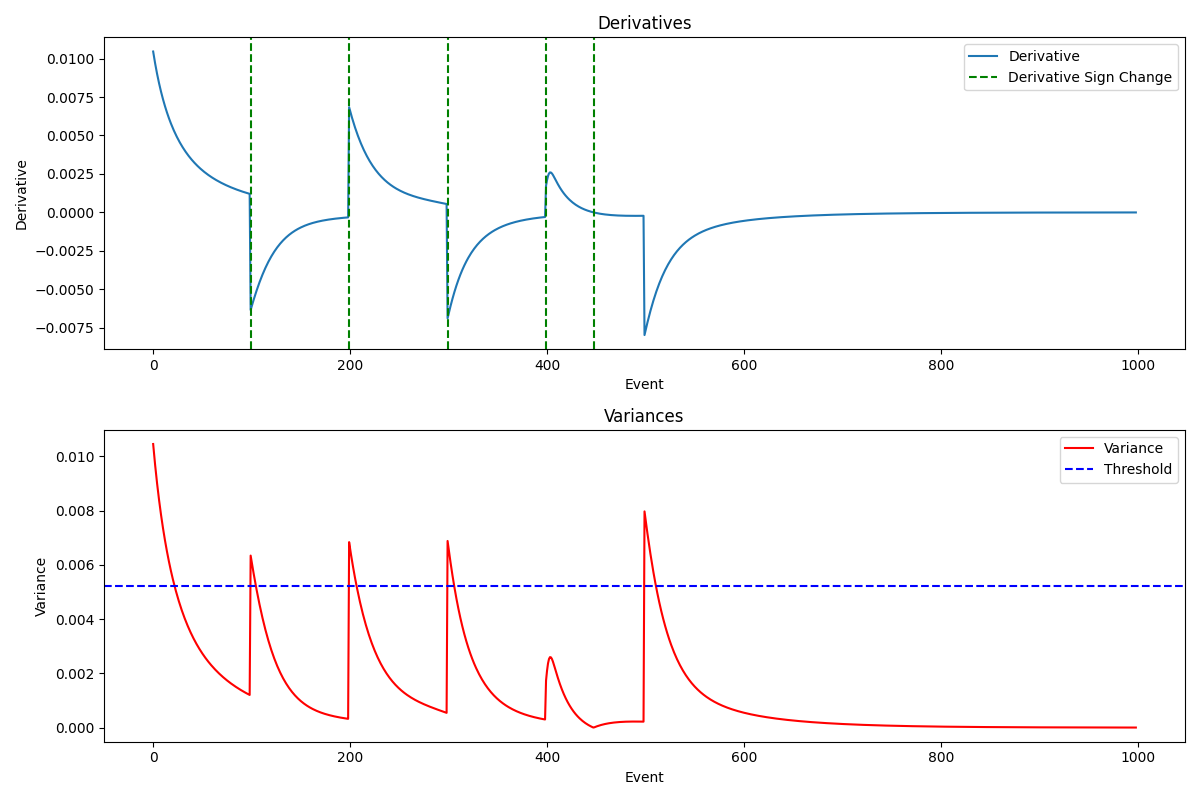 Derivatives
Derivative
0.0100
0.0075
0.0050
0.0025
0.0000
−0.0025
−0.0050
−0.0075
Derivative
Derivative Sign Change
0 200 400 600 800 1000
Event
Variances
Variance
0.010
0.008
0.006
0.004
0.002
0.000
Variance
Threshold
0 200 400 600 800 1000
Event